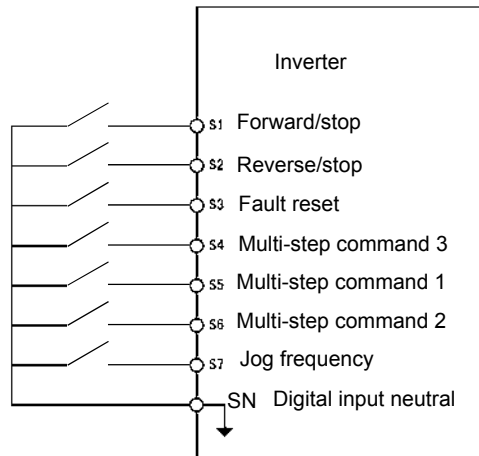 Inverter
S1 Forward/stop
S2 Reverse/stop
S3 Fault reset
S4 Multi-step command 3
S5 Multi-step command 1
S6 Multi-step command 2
S7 Jog frequency
SN Digital input neutral